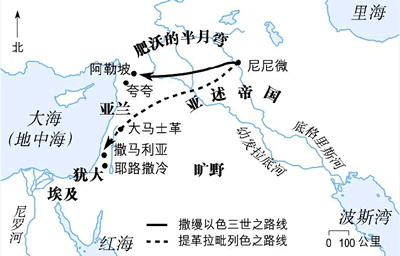 北
里海
肥沃的半月弯
阿勒坡
尼尼微
夸夸
亚述帝国
亚兰
大海
(地中海)
大马士革
底格里斯河
幼发拉底河
撒马利亚
犹大
耶路撒冷
旷野
埃及
尼罗河
波斯湾
红海
撒缦以色三世之路线
提革拉毗列色之路线
0 100 公里